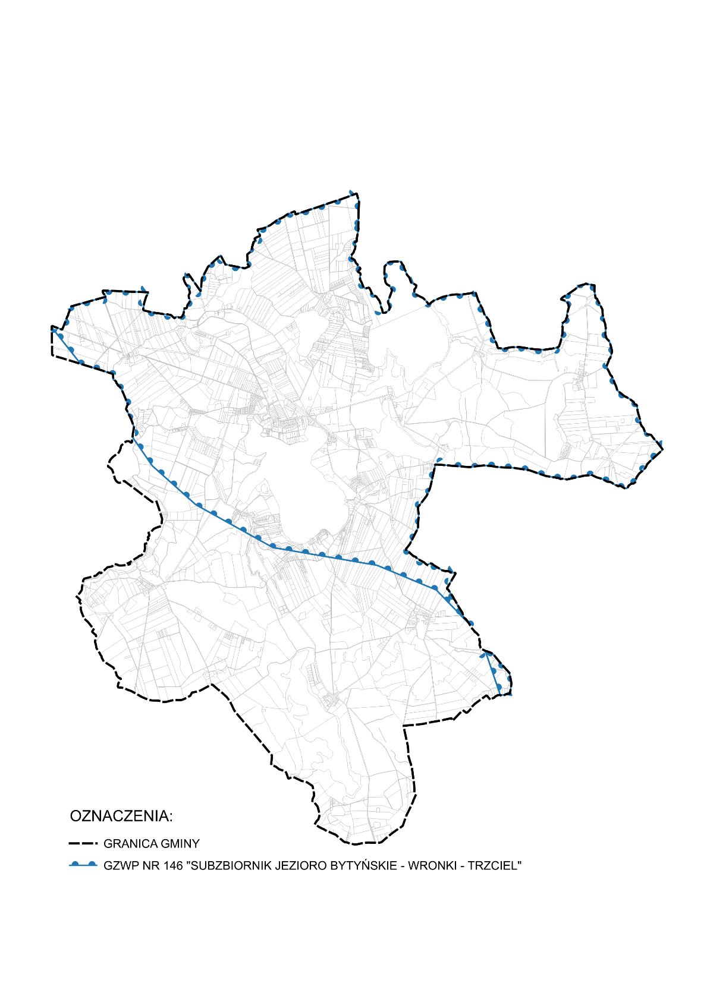 OZNACZENIA:
GRANICA GMINY
GZWP NR 146 "SUBZBIORNIK JEZIORO BYTYŃSKIE - WRONKI - TRZCIEL"